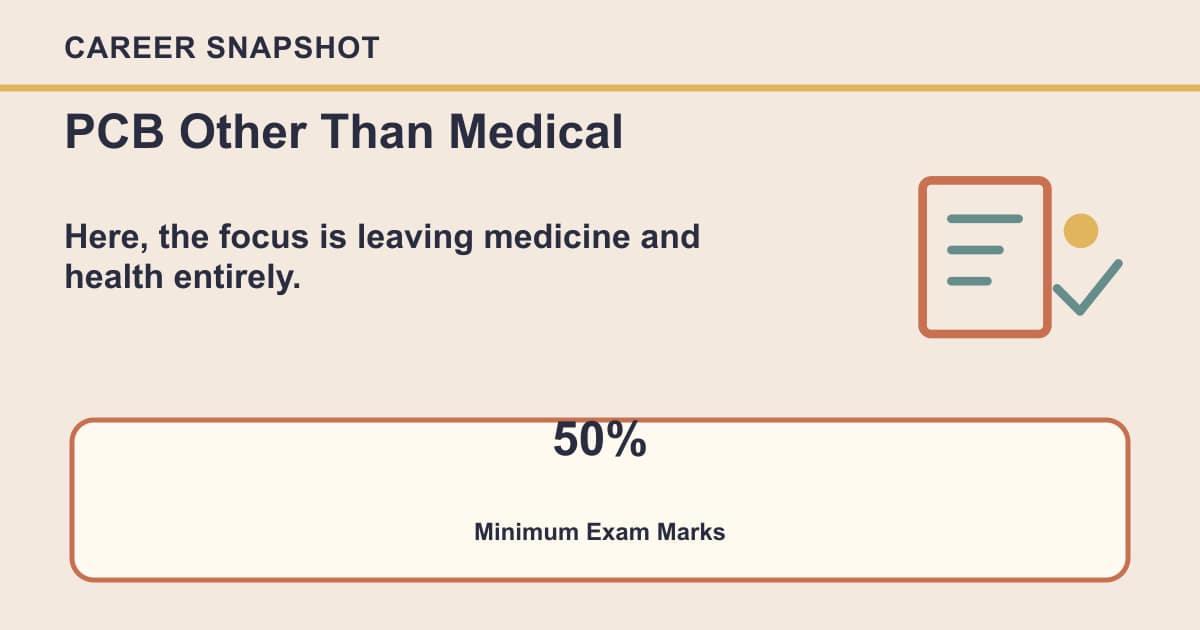 CAREER SNAPSHOT
PCB Other Than Medical
Here, the focus is leaving medicine and
health entirely.
50%
Minimum Exam Marks